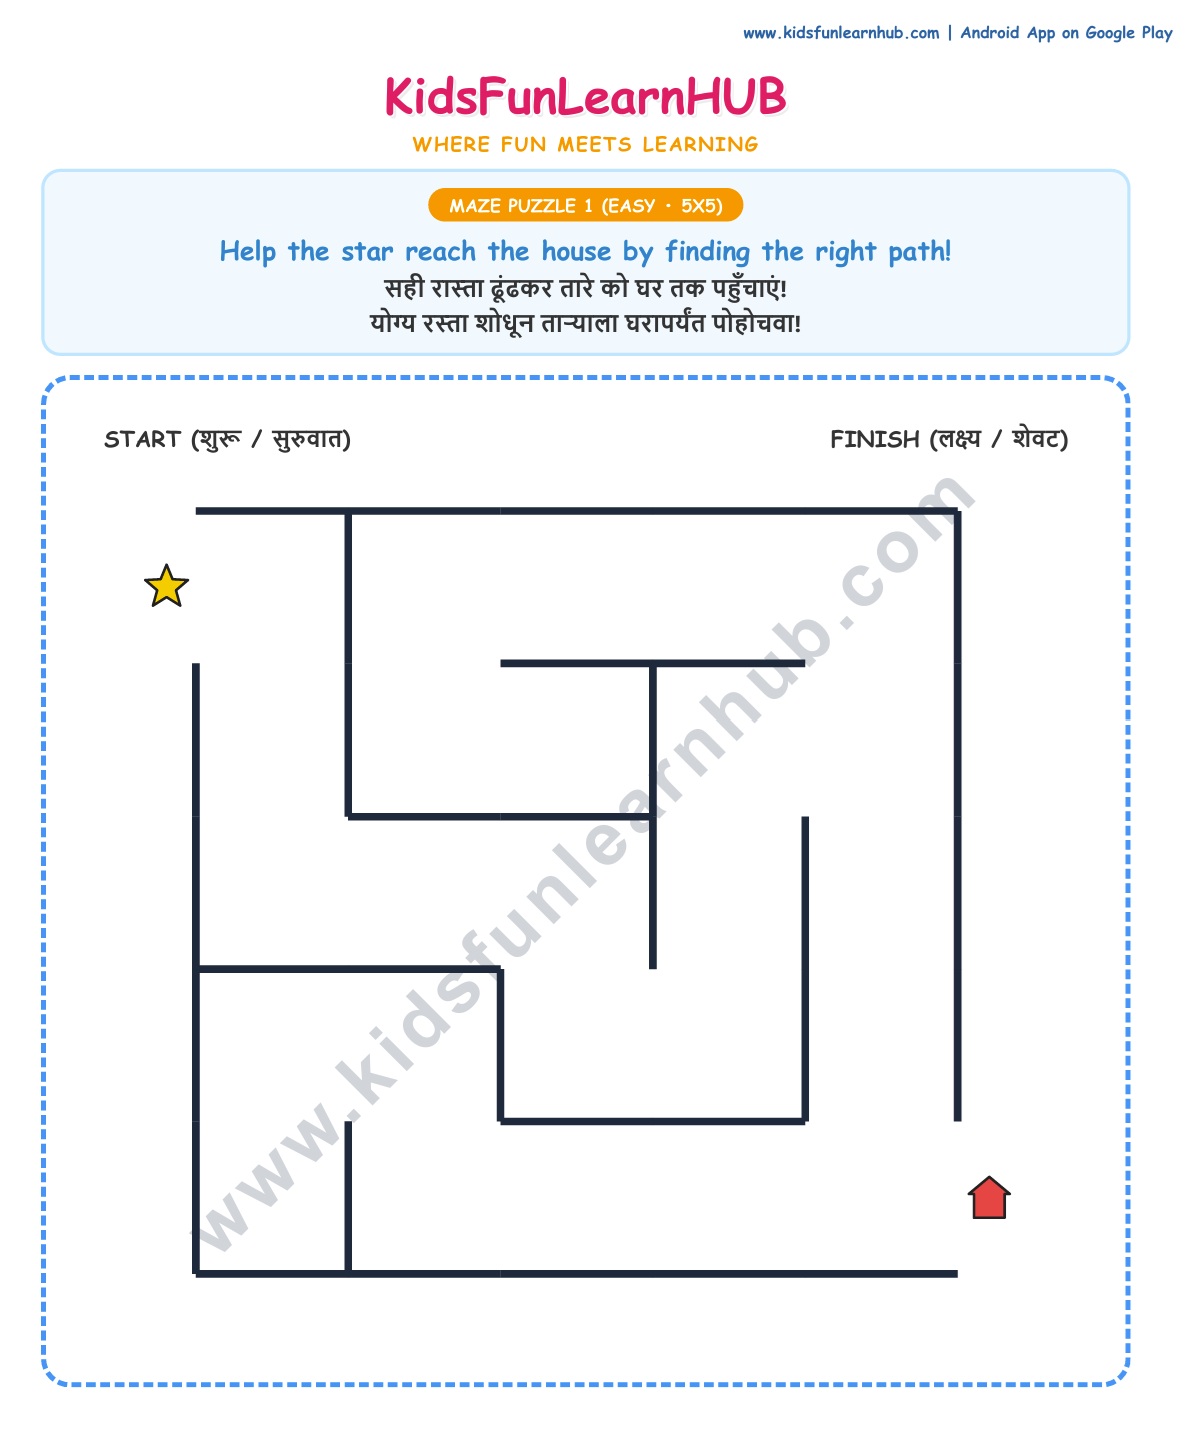 www.kidsfunlearnhub.com | Android App on Google Play
KidsFunLearnHUB
WHERE FUN MEETS LEARNING
MAZE PUZZLE 1 (EASY • 5X5)
Help the star reach the house by finding the right path!
सही रास्ता ढूंढकर तारे को घर तक पहुँचाएं!
योग्य रस्ता शोधून ताऱ्याला घरापर्यंत पोहोचवा!
START (शुरू / सुरुवात)
FINISH (लक्ष्य / शेवट)
www.kidsfunlearnhub.com